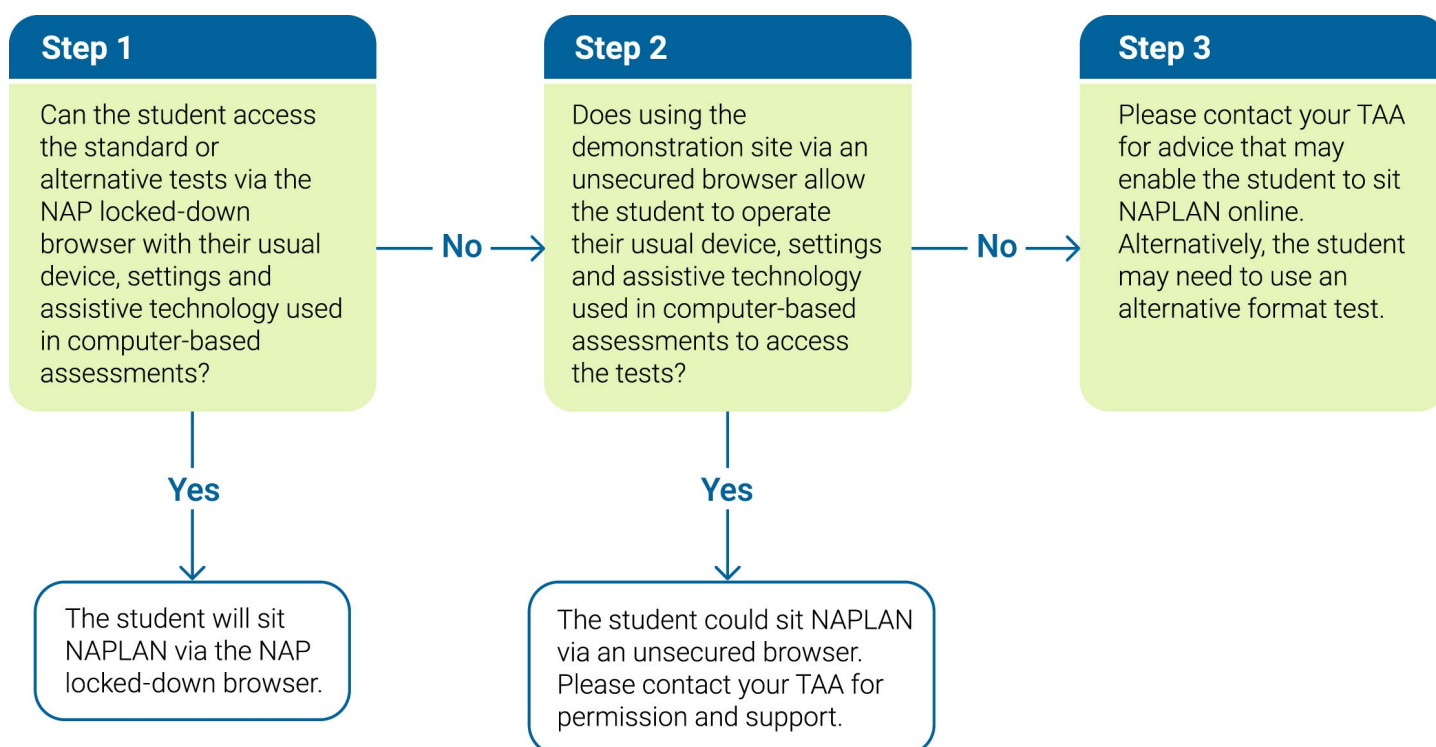 Step 1
Can the student access
the standard or
alternative tests via the
NAP locked-down
browser with their usual
device, settings and
assistive technology used
in computer-based
assessments?
No
Yes
The student will sit
NAPLAN via the NAP
locked-down browser.
Step 2
Does using the
demonstration site via an
unsecured browser allow
the student to operate
their usual device, settings
and assistive technology
used in computer-based
assessments to access
the tests?
No
Yes
The student could sit NAPLAN
via an unsecured browser.
Please contact your TAA for
permission and support.
Step 3
Please contact your TAA
for advice that may
enable the student to sit
NAPLAN online.
Alternatively, the student
may need to use an
alternative format test.